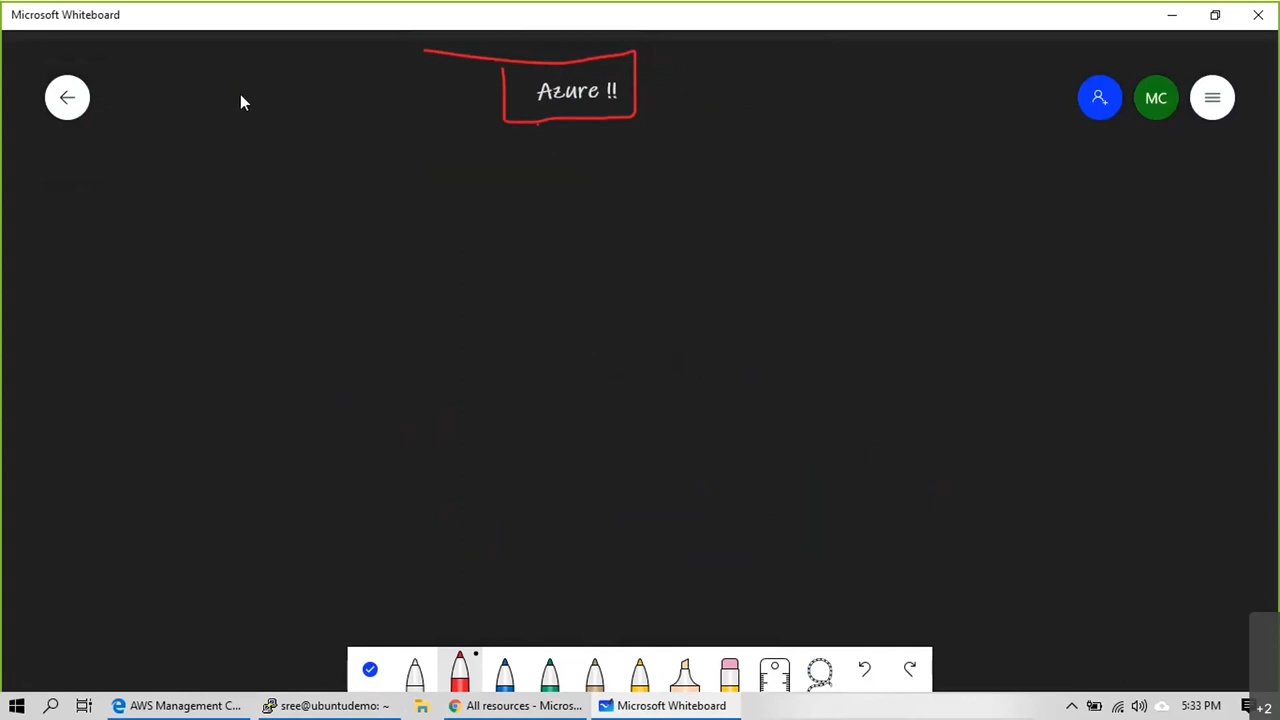 Microsoft Whiteboard
Azure !!
MC
AWS Management C...
sree@ubuntudemo: ~
All resources - Micros...
Microsoft Whiteboard
5:33 PM
+2